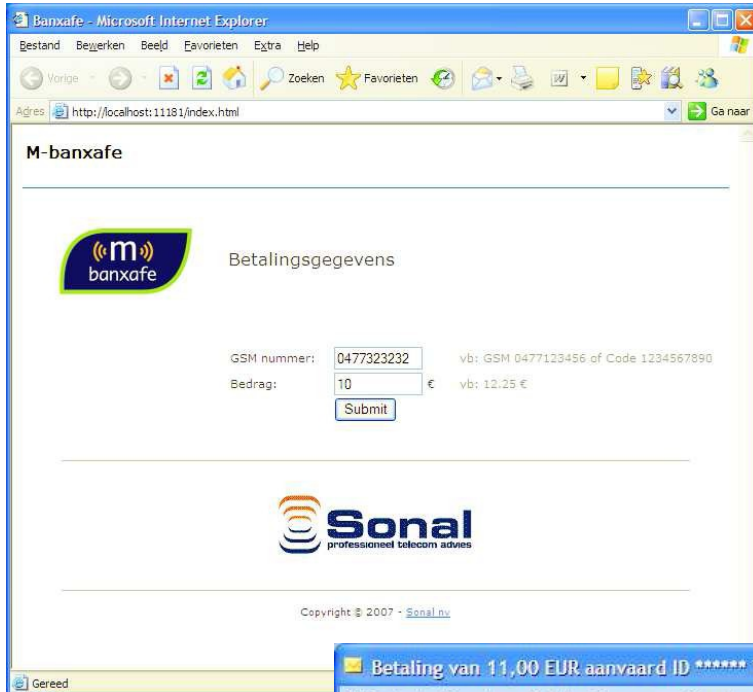 Banxafe - Microsoft Internet Explorer
Bestand Bewerken Beeld Favorieten Extra Help
Vorige Zoeken Favorieten
Adres http://localhost:11181/index.html Ga naar
M-banxafe
((m))
banxafe
Betalingsgegevens
GSM nummer: 0477323232 vb: GSM 0477123456 of Code 1234567890
Bedrag: 10 € vb: 12.25 €
Submit
Sonal
professioneel telecom advies
Copyright © 2007 - Sonal nv
Betaling van 11,00 EUR aanvaard ID ******
Gereed